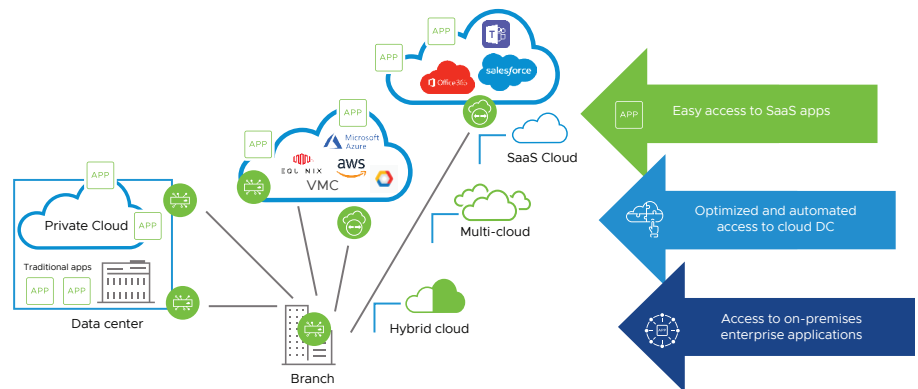 APP
APP
Office365
salesforce
APP
Microsoft
Azure
EQUINIX
aws
VMC
SaaS Cloud
APP
Easy access to SaaS apps
APP
Private Cloud
APP
Traditional apps
APP
APP
Data center
Multi-cloud
Optimized and automated
access to cloud DC
Hybrid cloud
Branch
APP
Access to on-premises
enterprise applications